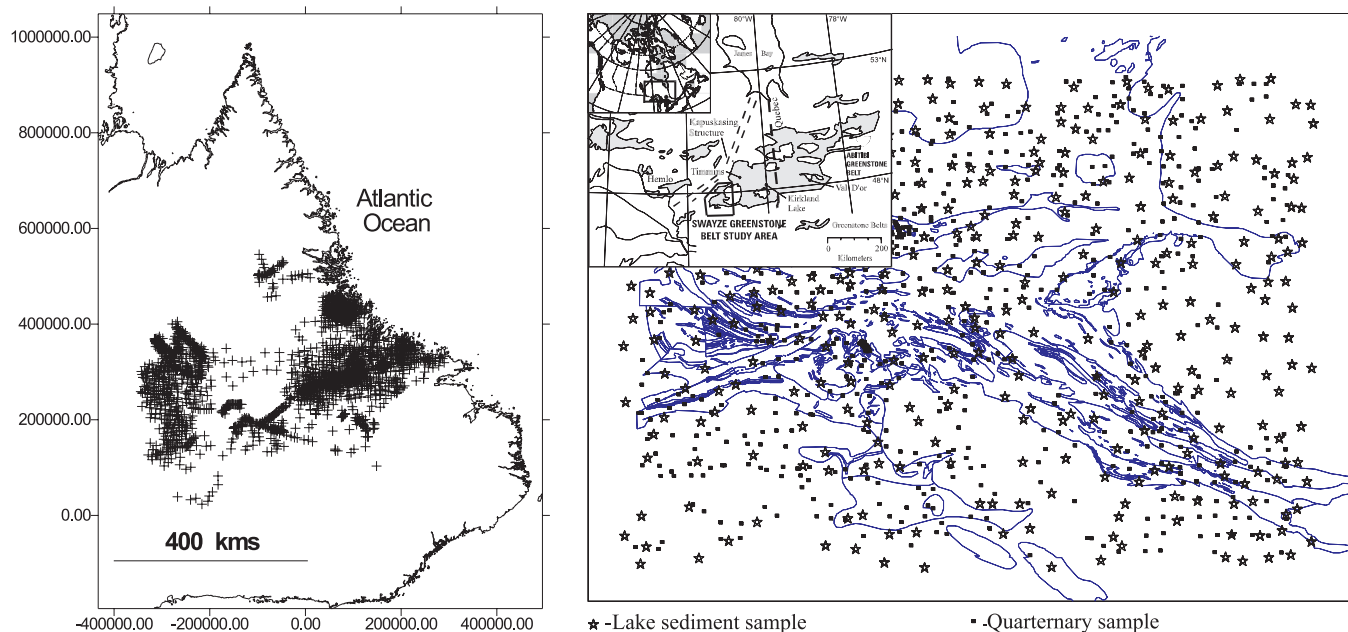 1000000.00
800000.00
600000.00
400000.00
200000.00
0.00
-400000.00
-200000.00
0.00
200000.00
400000.00
Atlantic
Ocean
400 kms
80°W
78°W
James Bay
53°N
Quebec
Kapuskasing
Structure
ABITIBI
GREENSTONE
BELT
Timmins
Hemlo
48°N
Val D'or
Kirkland
Lake
SWAYZE GREENSTONE
BELT STUDY AREA
Greenstone Belts
0 200
Kilometers
-Lake sediment sample
-Quarternary sample